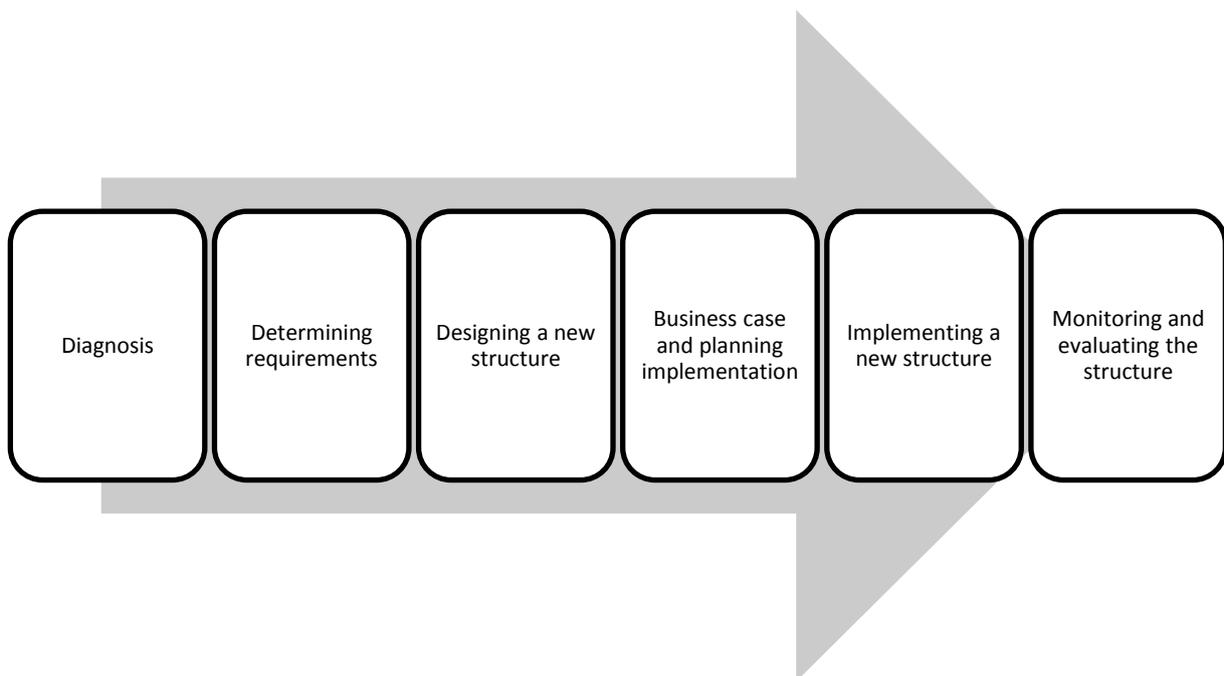 Diagnosis
Determining
requirements
Designing a new
structure
Business case
and planning
implementation
Implementing a
new structure
Monitoring and
evaluating the
structure